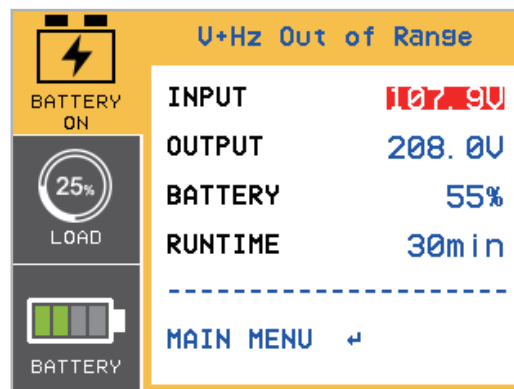 V+Hz Out of Range
BATTERY
ON
INPUT 107.9V
OUTPUT 208.0V
25%
LOAD
BATTERY 55%
RUNTIME 30min
MAIN MENU ↵
BATTERY